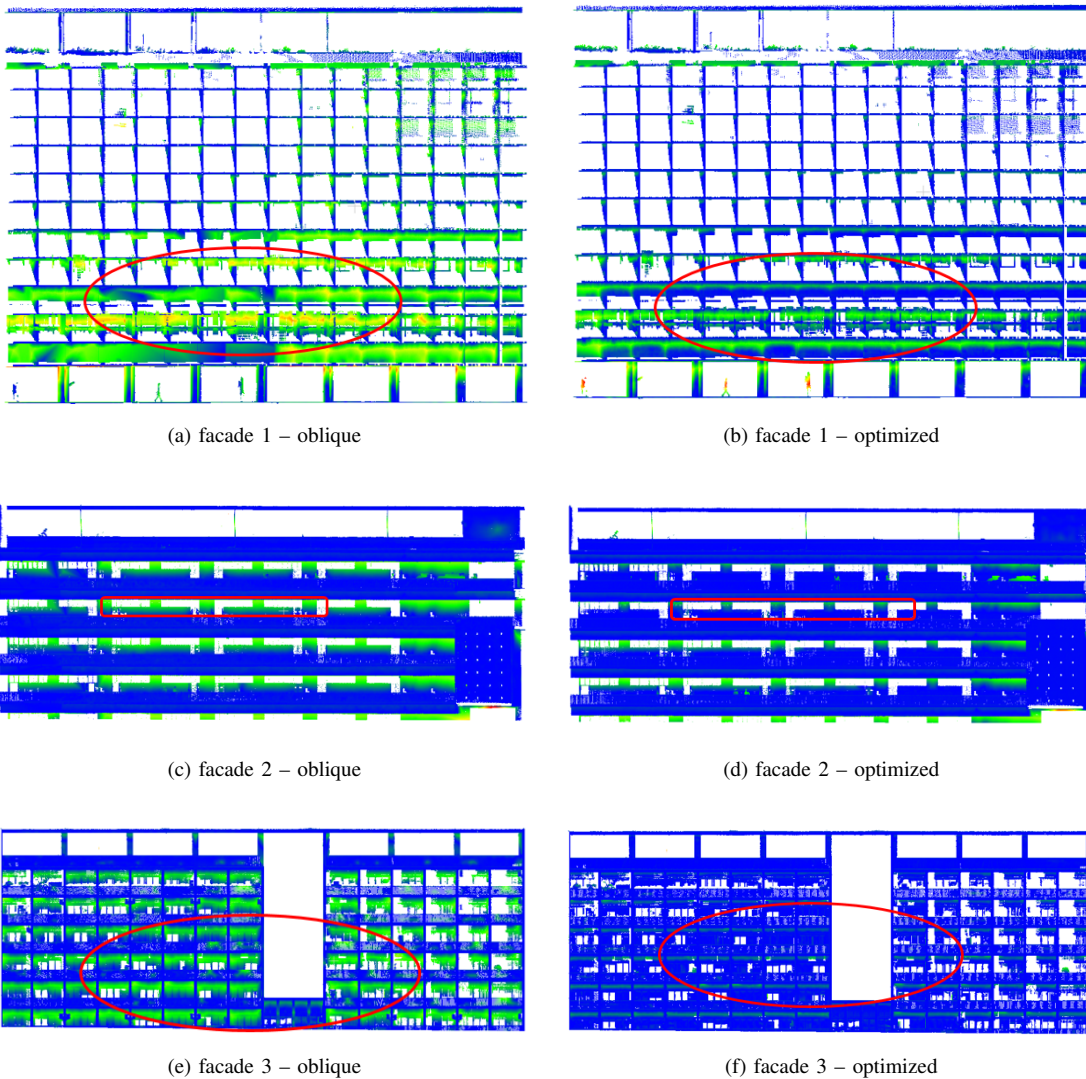 (a) facade 1 – oblique
(b) facade 1 – optimized
(c) facade 2 – oblique
(d) facade 2 – optimized
(e) facade 3 – oblique
(f) facade 3 – optimized